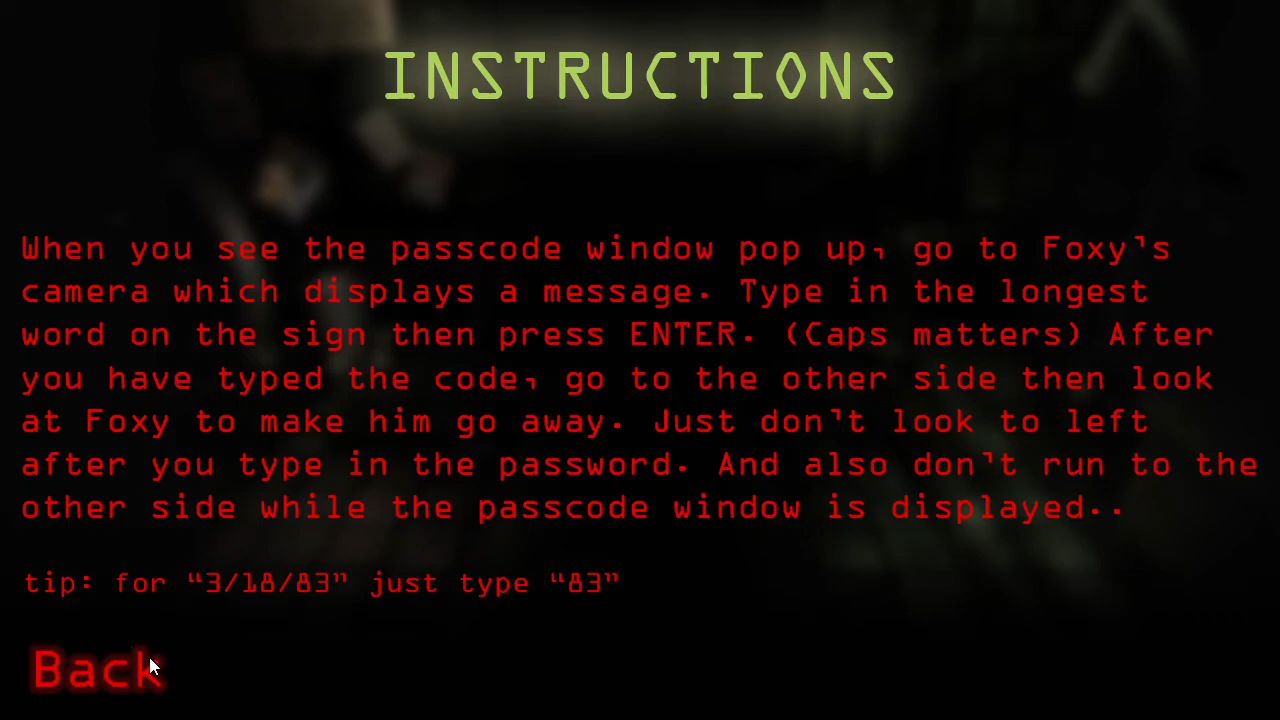 INSTRUCTIONS
When you see the passcode window pop up, go to Foxy's
camera which displays a message. Type in the longest
word on the sign then press ENTER. (Caps matters) After
you have typed the code, go to the other side then look
at Foxy to make him go away. Just don't look to left
after you type in the password. And also don't run to the
other side while the passcode window is displayed..
tip: for “3/18/83” just type “83”
Back